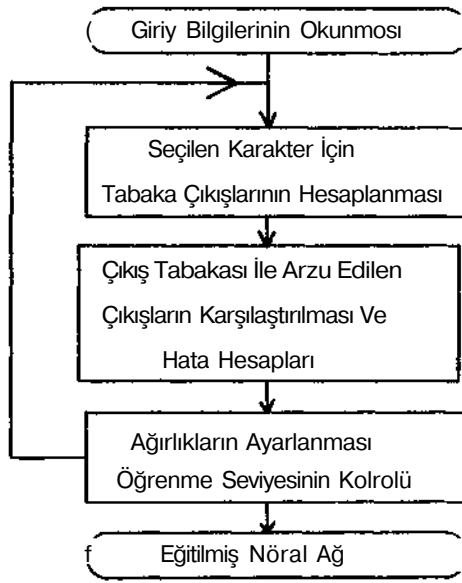 Giriy Bilgilerinin Okunmosı
Seçilen Karakter İçin
Tabaka Çıkışlarının Hesaplanması
Çıkış Tabakası İle Arzu Edilen
Çıkışların Karşılaştırılması Ve
Hata Hesapları
Ağırlıkların Ayarlanması
Öğrenme Seviyesinin Kolrolü
Eğitilmiş Nöral Ağ